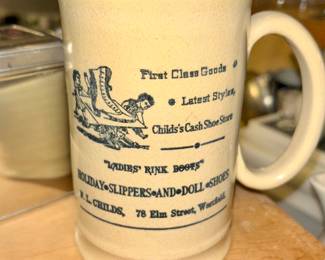 First Class Goods
• Latest Styles,
Childs's Cash Shoe Store
"LADIES' RINK BOOTS"
HOLIDAY•SLIPPERS•AND•DOLL•SHOES
F. L. CHILDS, 78 Elm Street, Westfield.